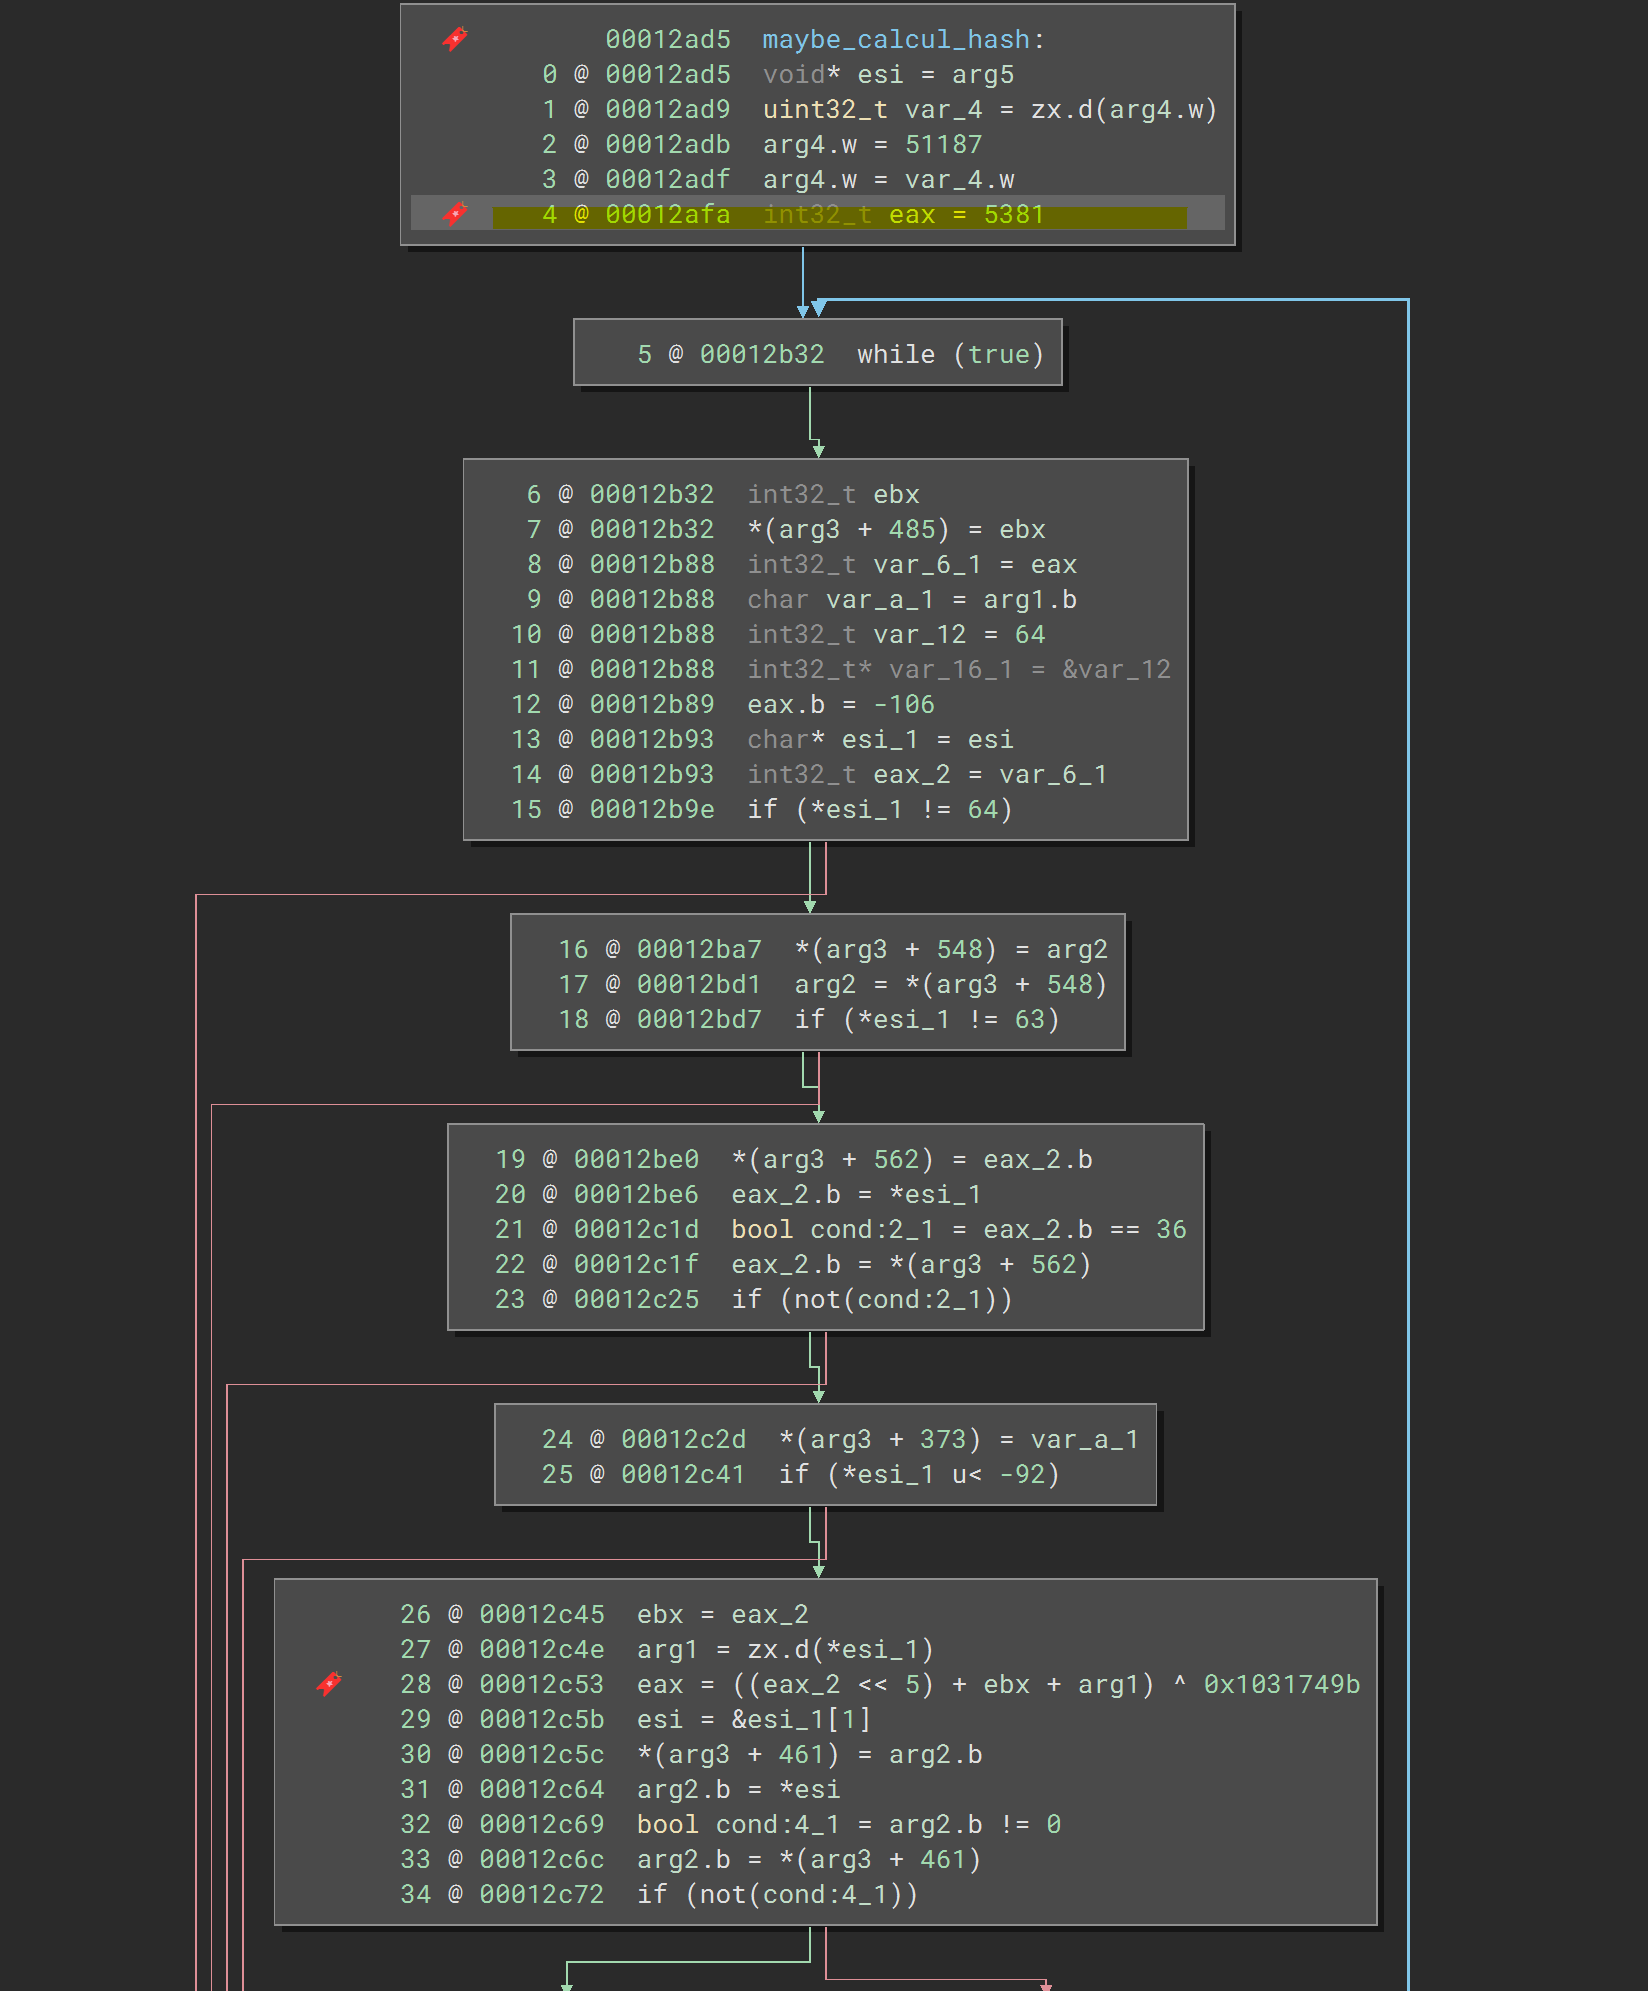 00012ad5 maybe_calcul_hash:
0 @ 00012ad5 void* esi = arg5
1 @ 00012ad9 uint32_t var_4 = zx.d(arg4.w)
2 @ 00012adb arg4.w = 51187
3 @ 00012adf arg4.w = var_4.w
4 @ 00012afa int32_t eax = 5381
5 @ 00012b32 while (true)
6 @ 00012b32 int32_t ebx
7 @ 00012b32 *(arg3 + 485) = ebx
8 @ 00012b88 int32_t var_6_1 = eax
9 @ 00012b88 char var_a_1 = arg1.b
10 @ 00012b88 int32_t var_12 = 64
11 @ 00012b88 int32_t* var_16_1 = &var_12
12 @ 00012b89 eax.b = -106
13 @ 00012b93 char* esi_1 = esi
14 @ 00012b93 int32_t eax_2 = var_6_1
15 @ 00012b9e if (*esi_1 != 64)
16 @ 00012ba7 *(arg3 + 548) = arg2
17 @ 00012bd1 arg2 = *(arg3 + 548)
18 @ 00012bd7 if (*esi_1 != 63)
19 @ 00012be0 *(arg3 + 562) = eax_2.b
20 @ 00012be6 eax_2.b = *esi_1
21 @ 00012c1d bool cond:2_1 = eax_2.b == 36
22 @ 00012c1f eax_2.b = *(arg3 + 562)
23 @ 00012c25 if (not(cond:2_1))
24 @ 00012c2d *(arg3 + 373) = var_a_1
25 @ 00012c41 if (*esi_1 u< -92)
26 @ 00012c45 ebx = eax_2
27 @ 00012c4e arg1 = zx.d(*esi_1)
28 @ 00012c53 eax = ((eax_2 << 5) + ebx + arg1) ^ 0x1031749b
29 @ 00012c5b esi = &esi_1[1]
30 @ 00012c5c *(arg3 + 461) = arg2.b
31 @ 00012c64 arg2.b = *esi
32 @ 00012c69 bool cond:4_1 = arg2.b != 0
33 @ 00012c6c arg2.b = *(arg3 + 461)
34 @ 00012c72 if (not(cond:4_1))